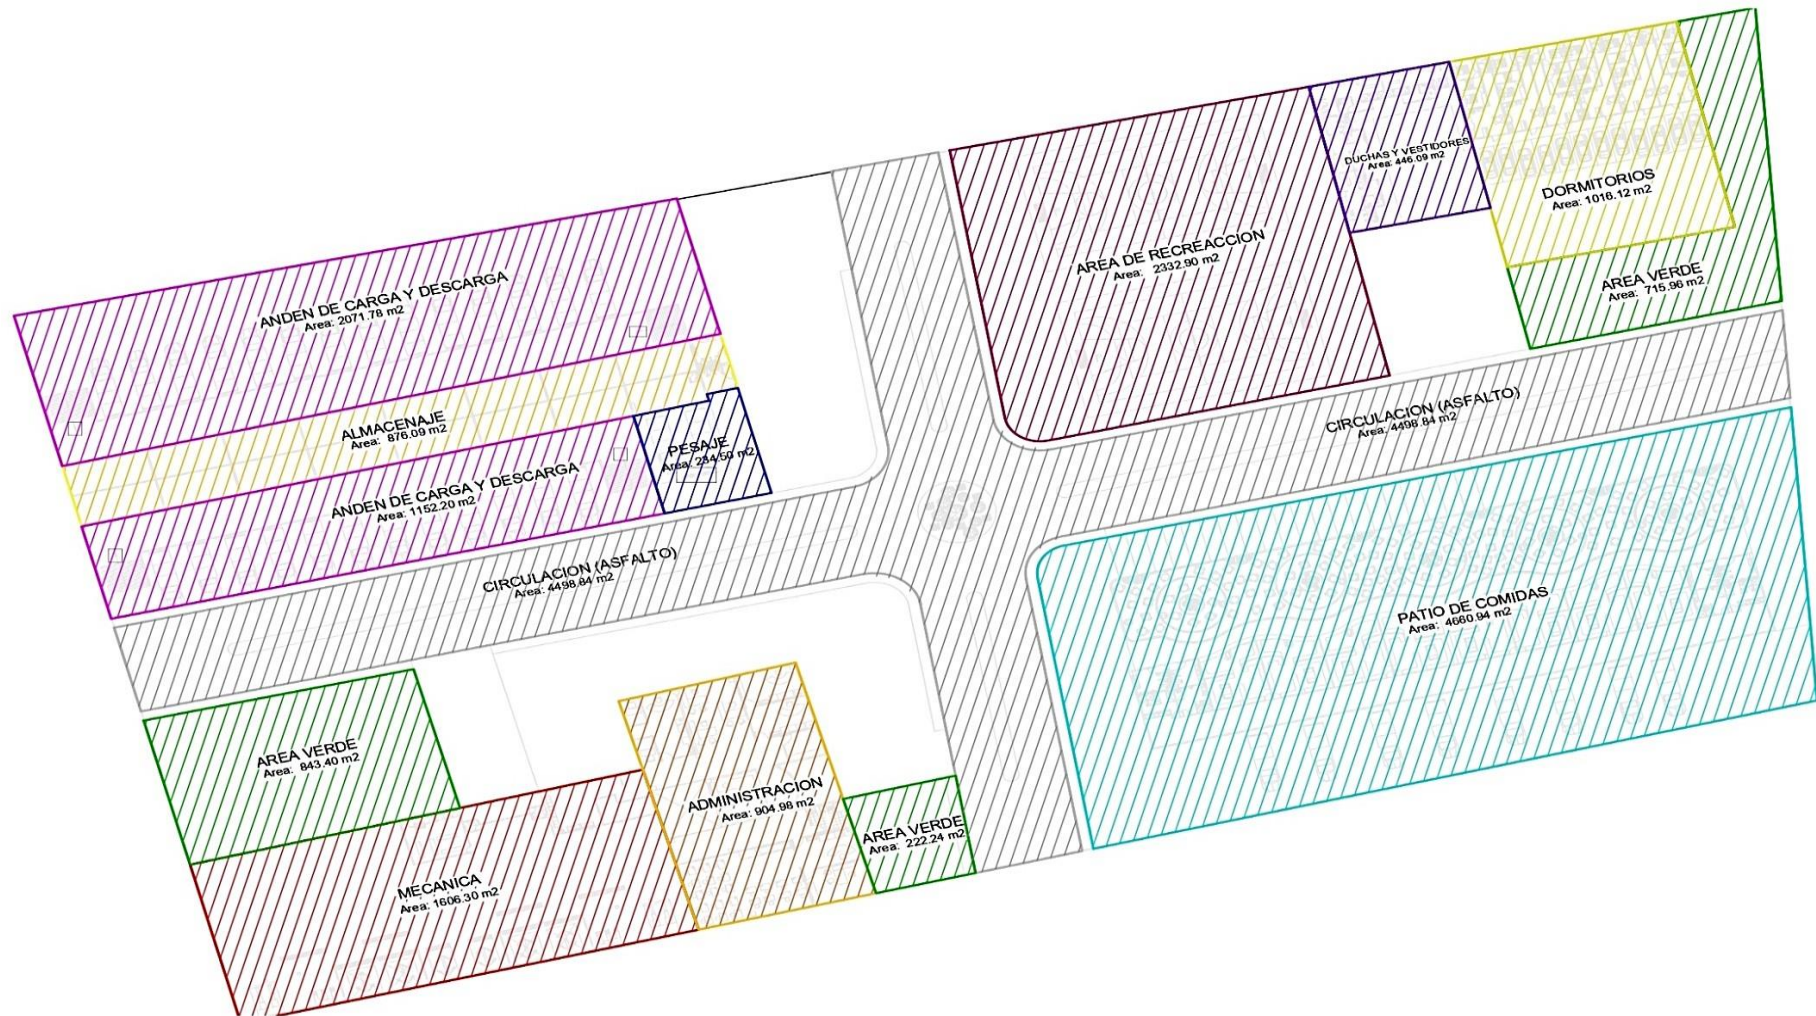 DUCHAS Y VESTIDORES
Area: 446.09 m2
DORMITORIOS
Area: 1016.12 m2
AREA DE RECREACCION
Area: 2332.90 m2
AREA VERDE
Area: 715.96 m2
ANDEN DE CARGA Y DESCARGA
Area: 2071.78 m2
ALMACENAJE
Area: 876.09 m2
PESAJE
Area: 234.50 m2
ANDEN DE CARGA Y DESCARGA
Area: 1152.20 m2
CIRCULACION (ASFALTO)
Area: 4498.84 m2
CIRCULACION (ASFALTO)
Area: 4498.84 m2
PATIO DE COMIDAS
Area: 4660.94 m2
AREA VERDE
Area: 843.40 m2
ADMINISTRACION
Area: 904.98 m2
AREA VERDE
Area: 222.24 m2
MECANICA
Area: 1606.30 m2